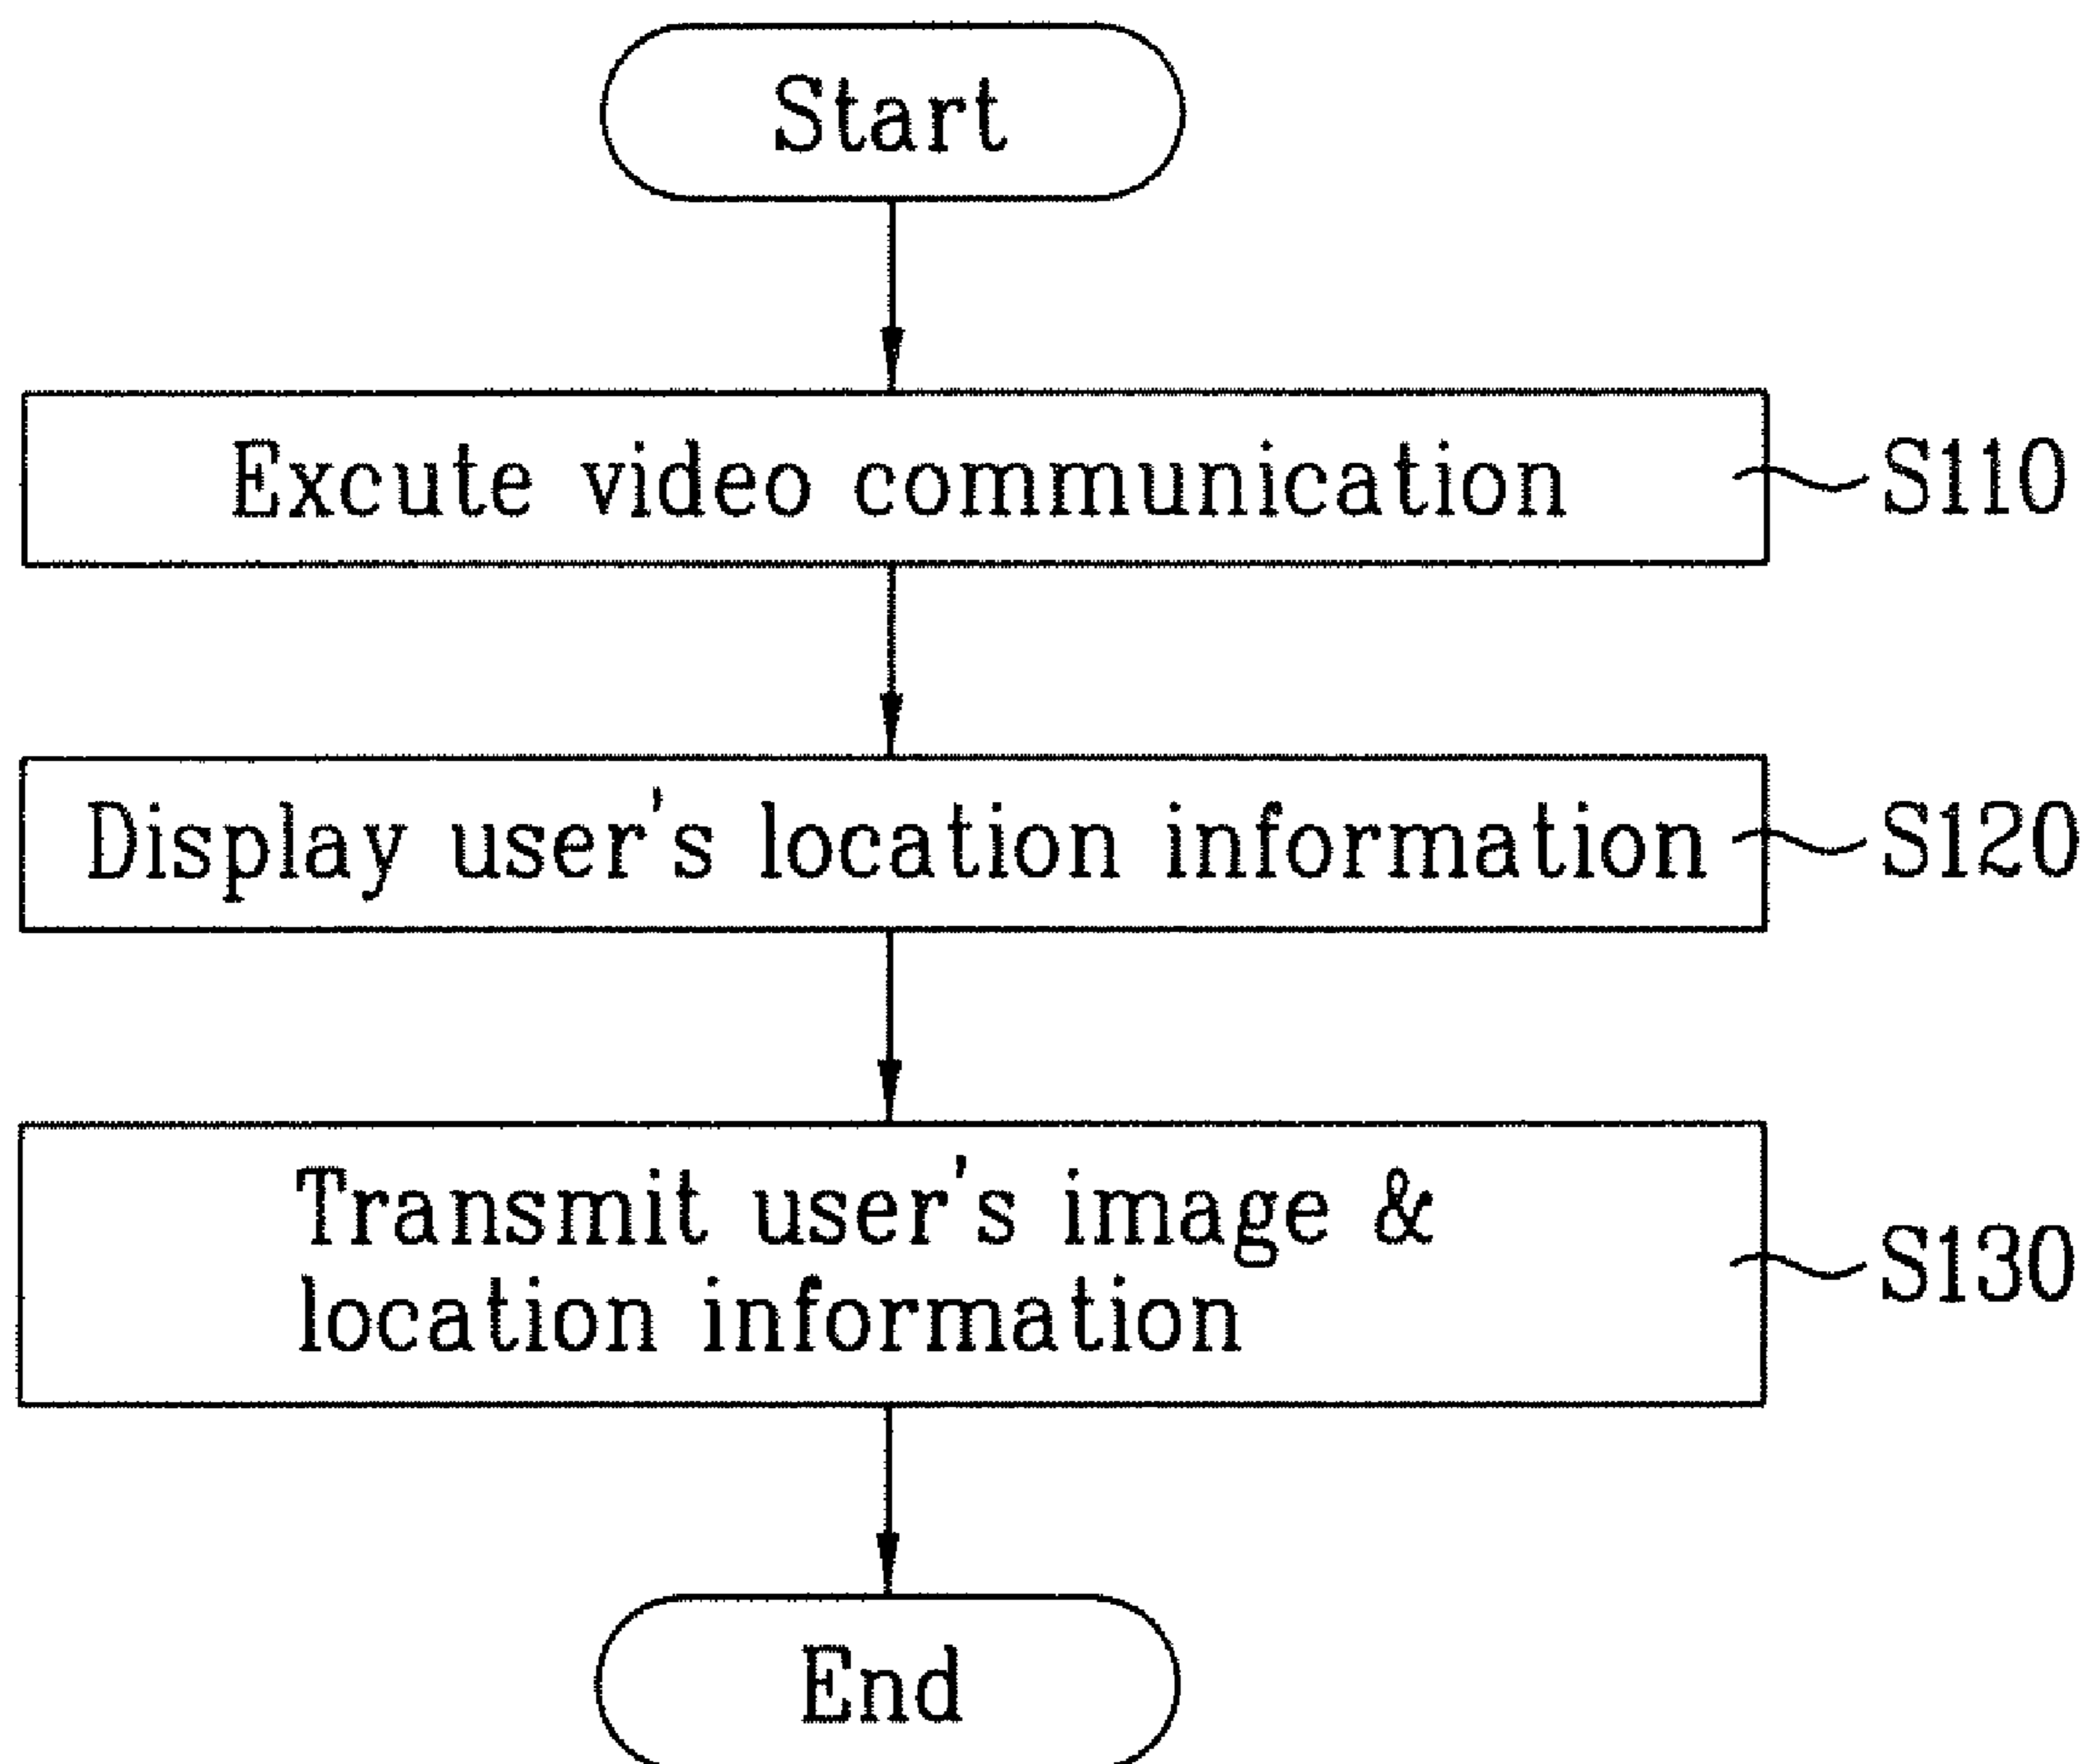 Start
Excute video communication S110
Display user's location information S120
Transmit user's image &
location information S130
End